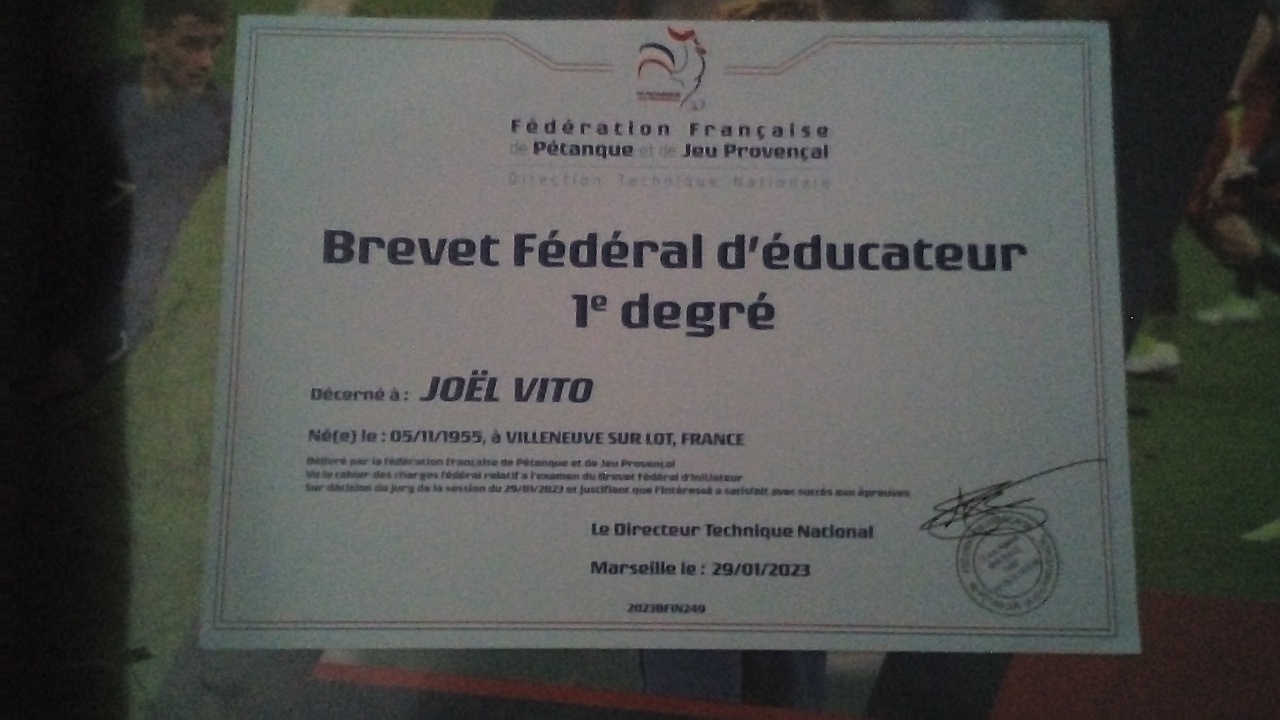 Fédération Française
de Pétanque et de Jeu Provençal
Direction Technique Nationale
Brevet Fédéral d'éducateur
1e degré
Décerné à : JOËL VITO
Né(e) le : 05/11/1955, à VILLENEUVE SUR LOT, FRANCE
Délivré par la fédération Française de Pétanque et de Jeu Provençal
Vu le cahier des charges fédéral relatif à l'examen du Brevet Fédéral d'Initiateur
Sur décision du jury de la session du 29/01/2023 et justifiant que l'intéressé a satisfait avec succès aux épreuves
Le Directeur Technique National
Marseille le : 29/01/2023
2023BFIN249